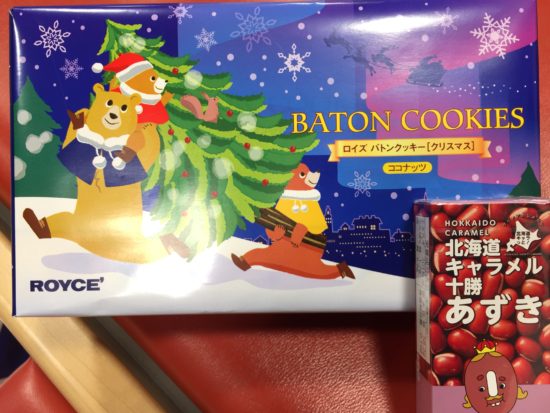 BATON COOKIES
ロイズ バトンクッキー[クリスマス]
ココナッツ
ROYCE'
HOKKAIDO
CARAMEL
北海道
キャラメル
十勝
あずき